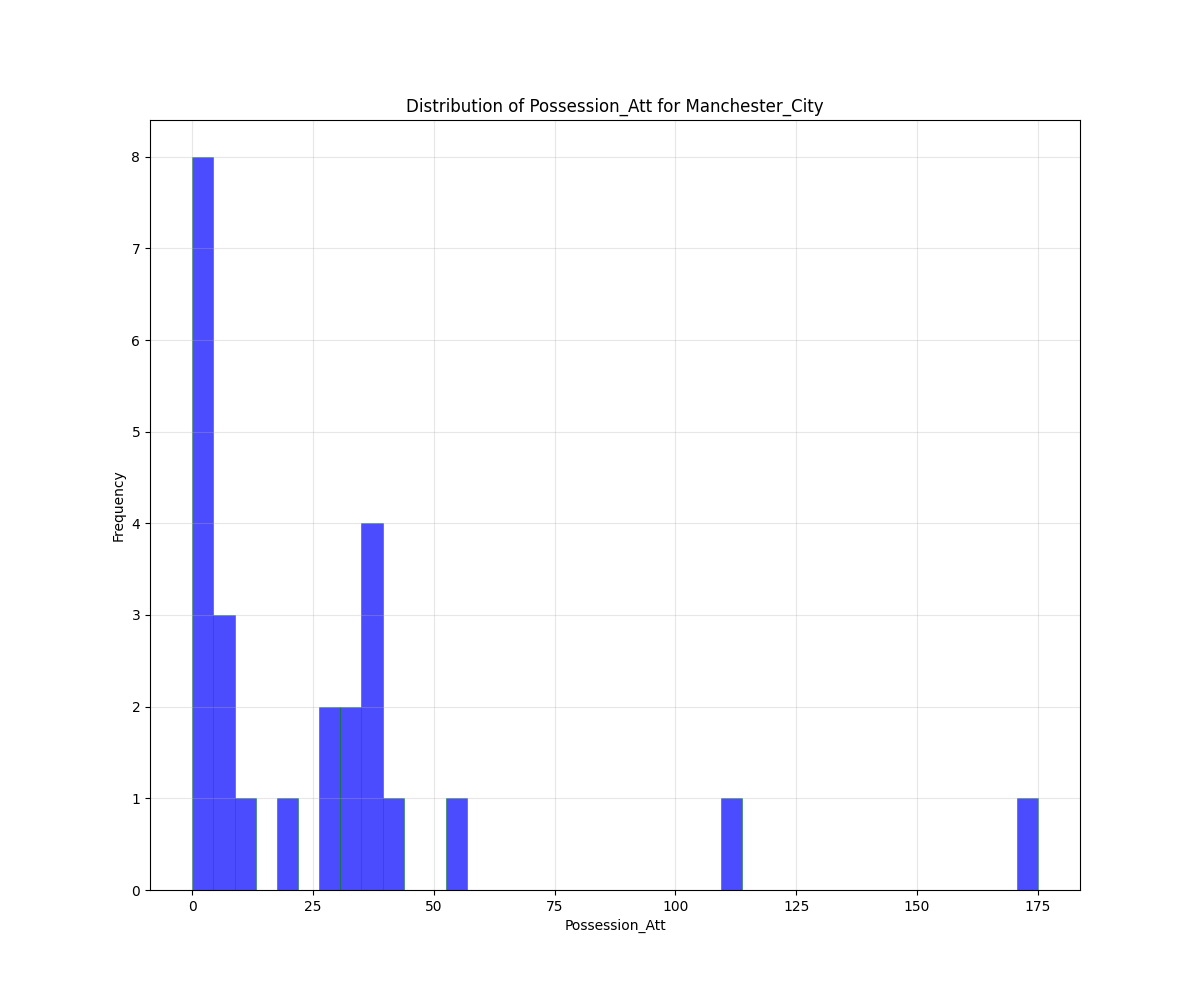 Distribution of Possession_Att for Manchester_City
8
7
6
5
4
3
2
1
0
Frequency
0 25 50 75 100 125 150 175
Possession_Att